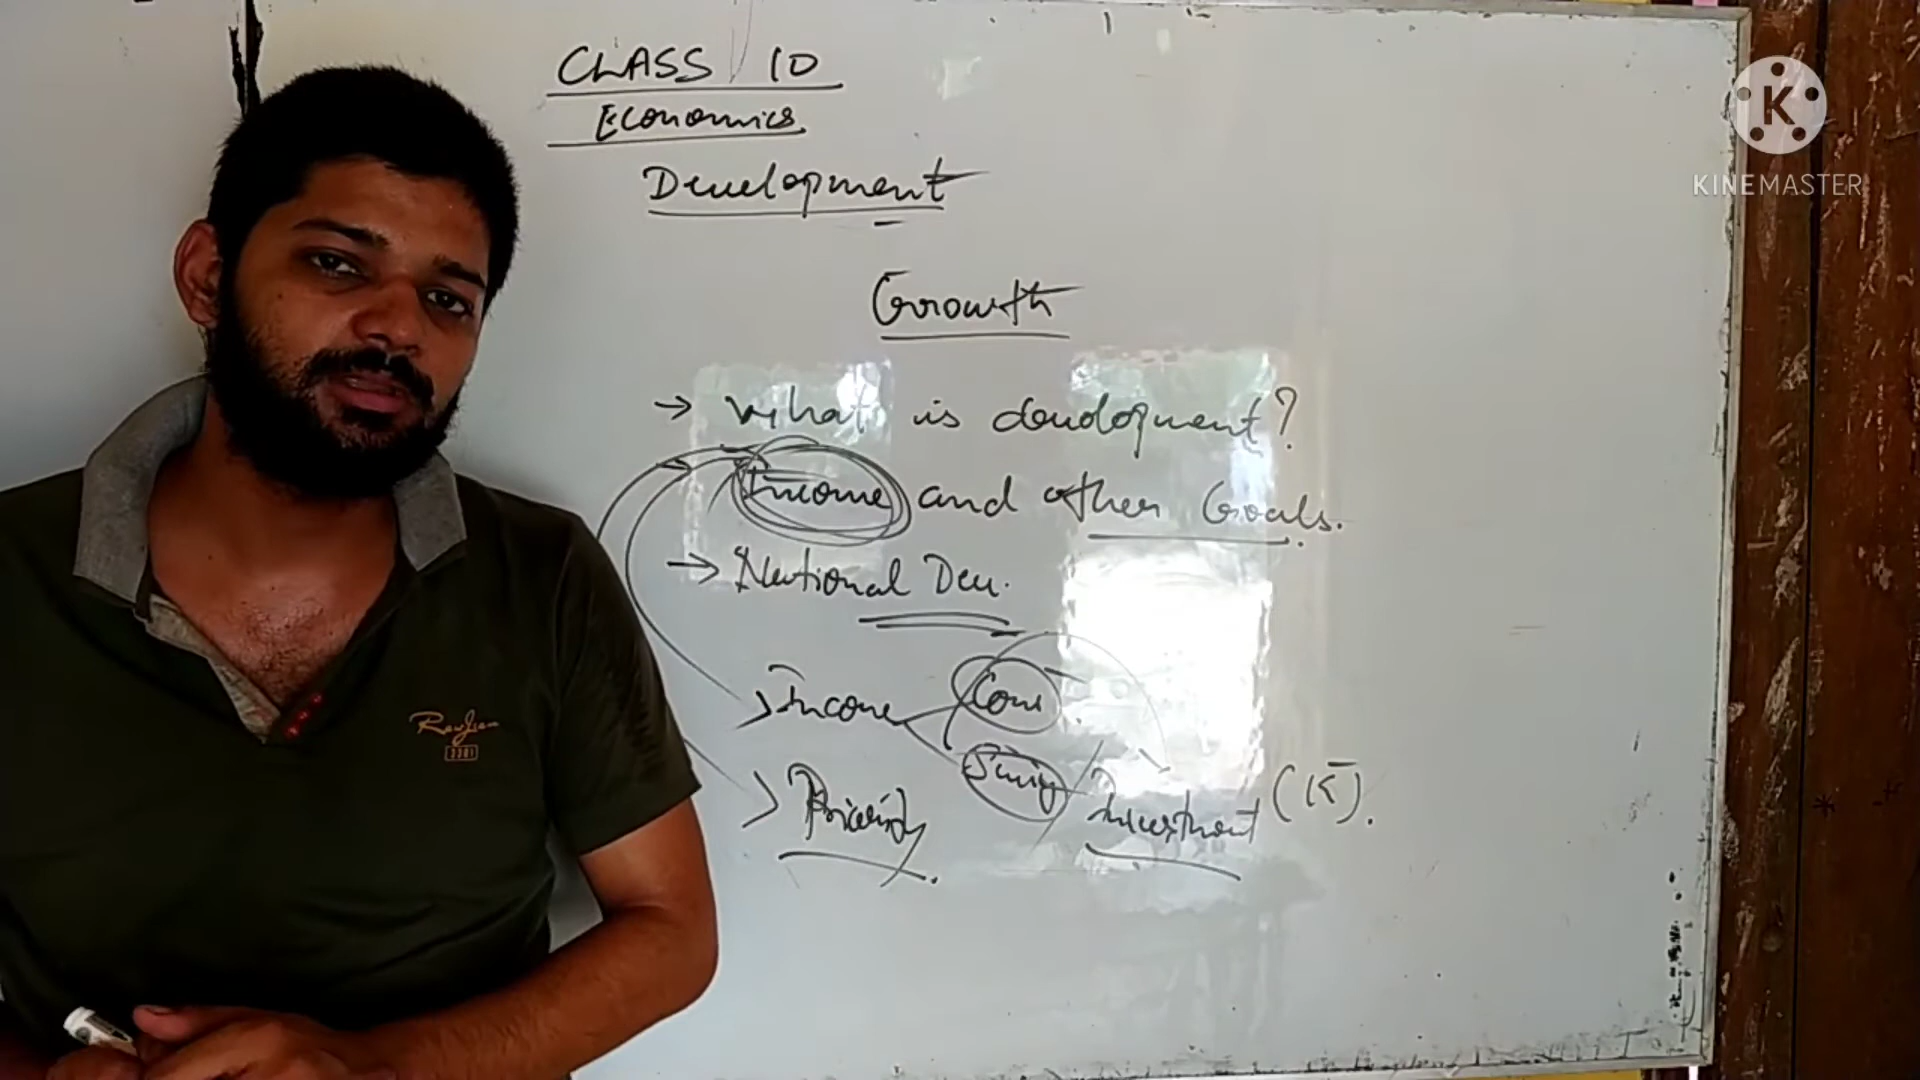 CLASS 10
Economics
Development
Growth
→ What is development?
Income and other Goals.
→ National Dev.
> Income
Cons
Saving / Investment (K).
>
KINEMASTER
K
3301